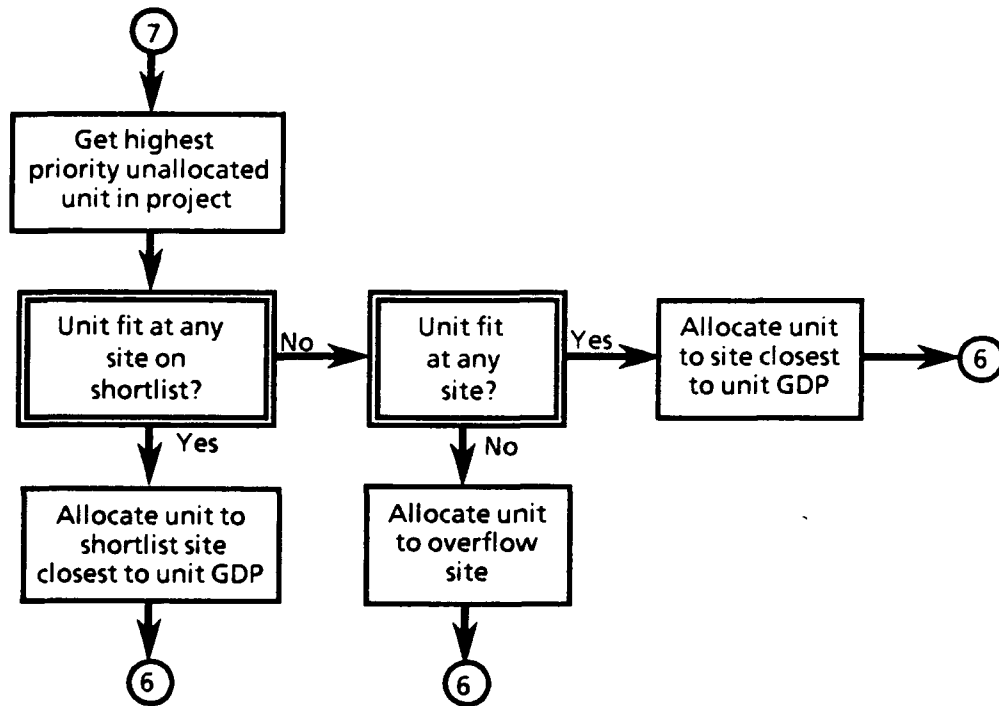 7
Get highest
priority unallocated
unit in project
Unit fit at any
site on
shortlist?
No
Unit fit
at any
site?
Yes
Allocate unit
to site closest
to unit GDP
6
Yes
No
Allocate unit to
shortlist site
closest to unit GDP
Allocate unit
to overflow
site
6
6